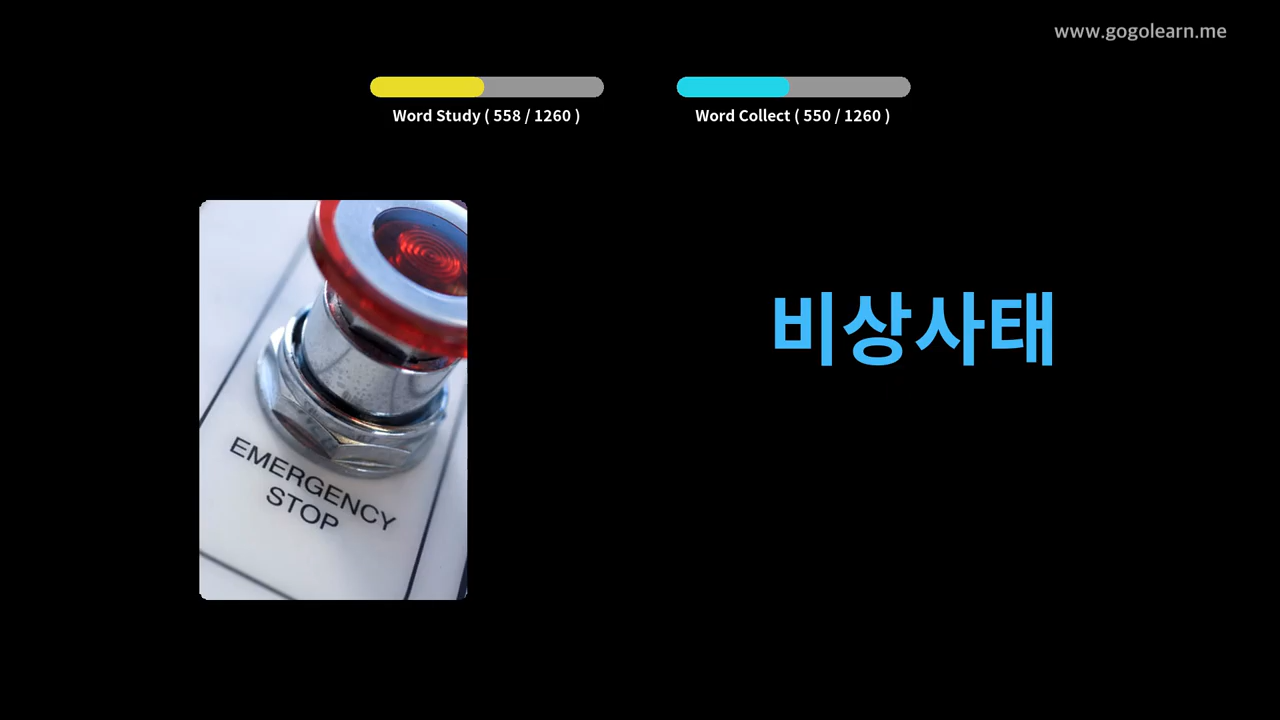 www.gogolearn.me
Word Study ( 558 / 1260 )
Word Collect ( 550 / 1260 )
비상사태
EMERGENCY
STOP